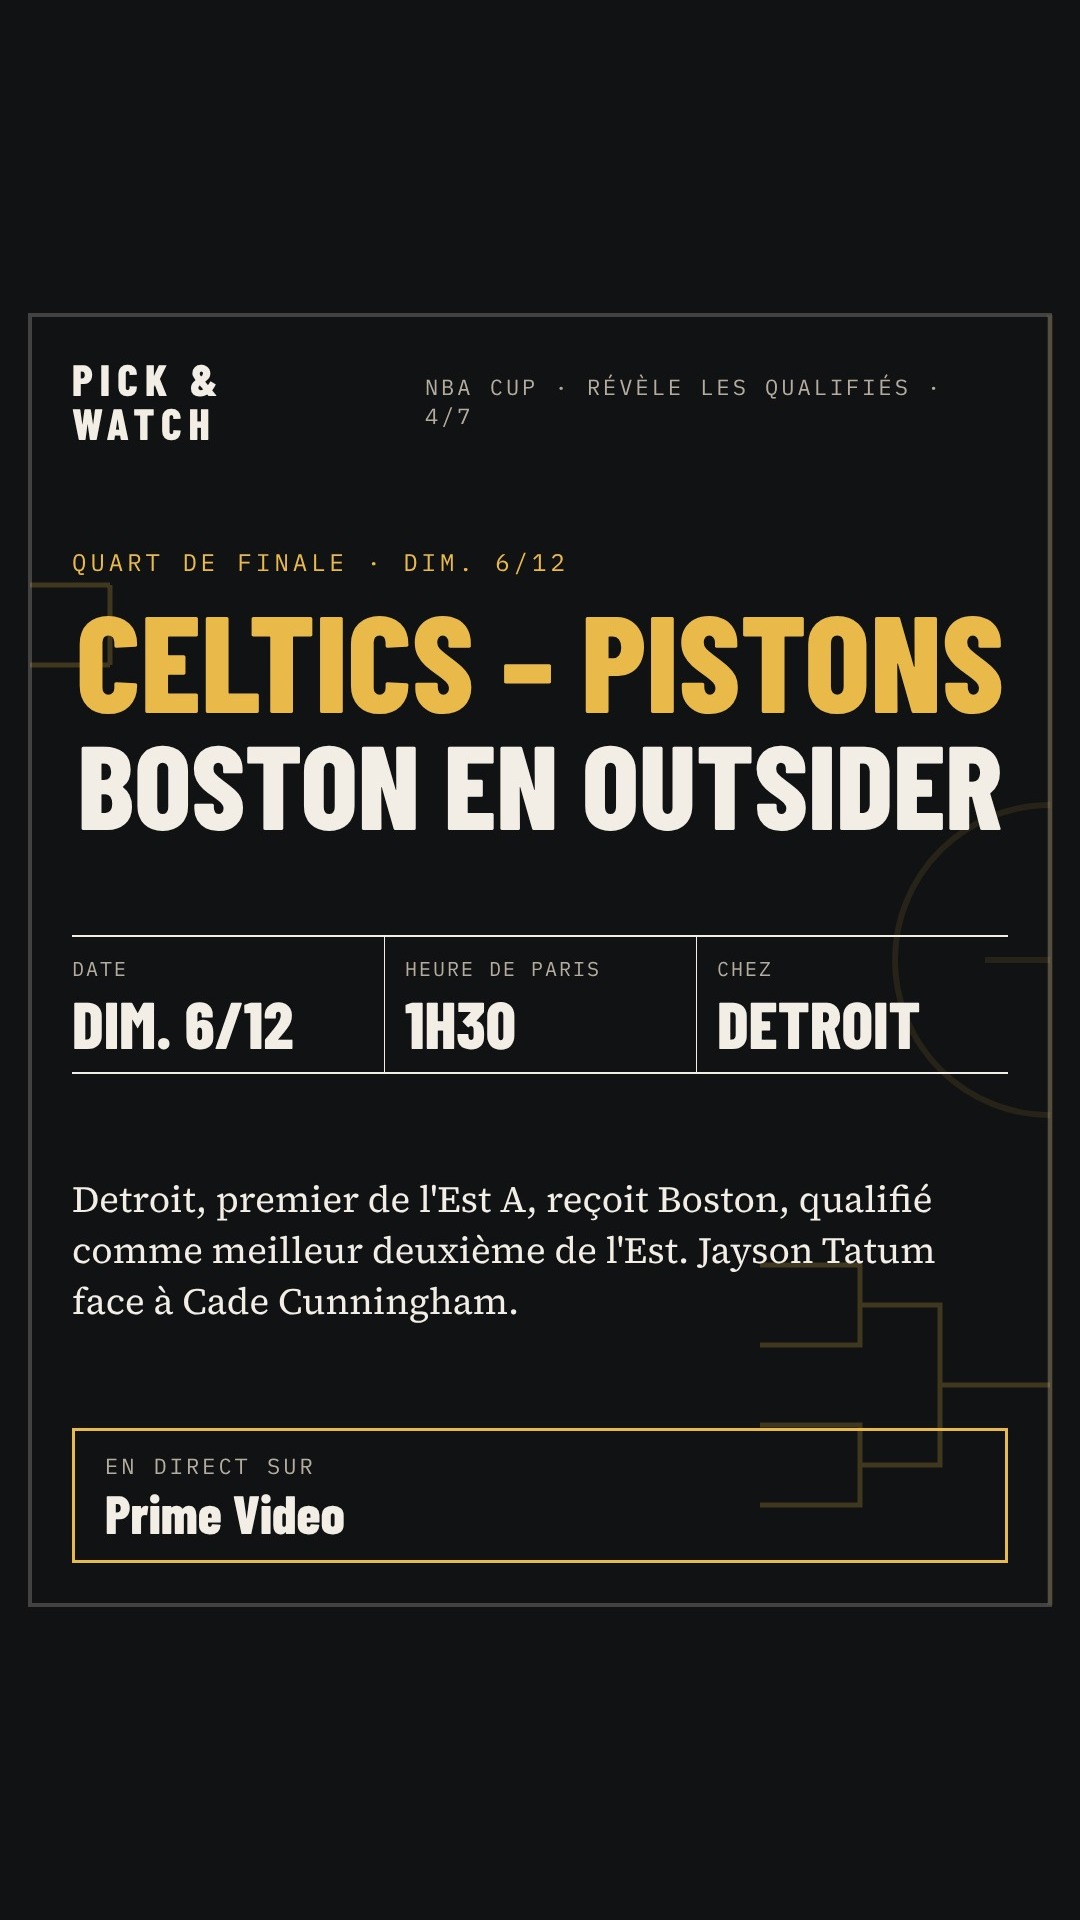 PICK &
WATCH
NBA CUP · RÉVÈLE LES QUALIFIÉS ·
4/7
QUART DE FINALE · DIM. 6/12
CELTICS – PISTONS
BOSTON EN OUTSIDER
DATE
DIM. 6/12
HEURE DE PARIS
1H30
CHEZ
DETROIT
Detroit, premier de l'Est A, reçoit Boston, qualifié
comme meilleur deuxième de l'Est. Jayson Tatum
face à Cade Cunningham.
EN DIRECT SUR
Prime Video